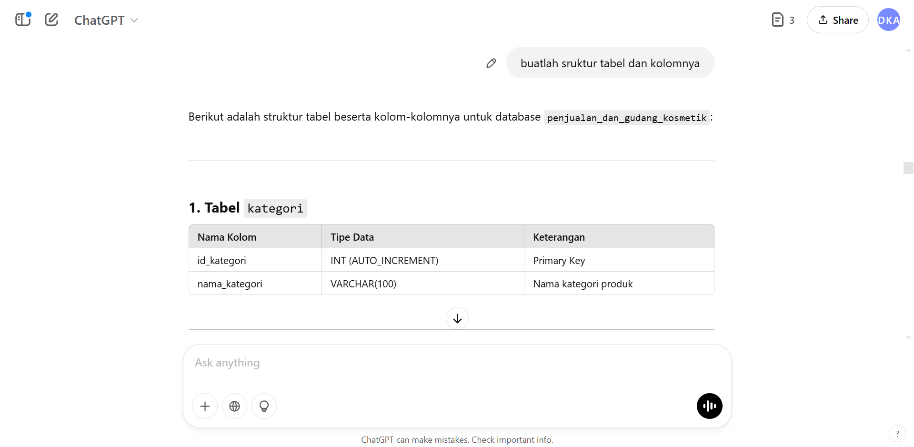 ChatGPT
3
Share
DKA
buatlah sruktur tabel dan kolomnya
Berikut adalah struktur tabel beserta kolom-kolomnya untuk database penjualan_dan_gudang_kosmetik:
1. Tabel kategori
Nama Kolom Tipe Data Keterangan
id_kategori INT (AUTO_INCREMENT) Primary Key
nama_kategori VARCHAR(100) Nama kategori produk
Ask anything
ChatGPT can make mistakes. Check important info.
?